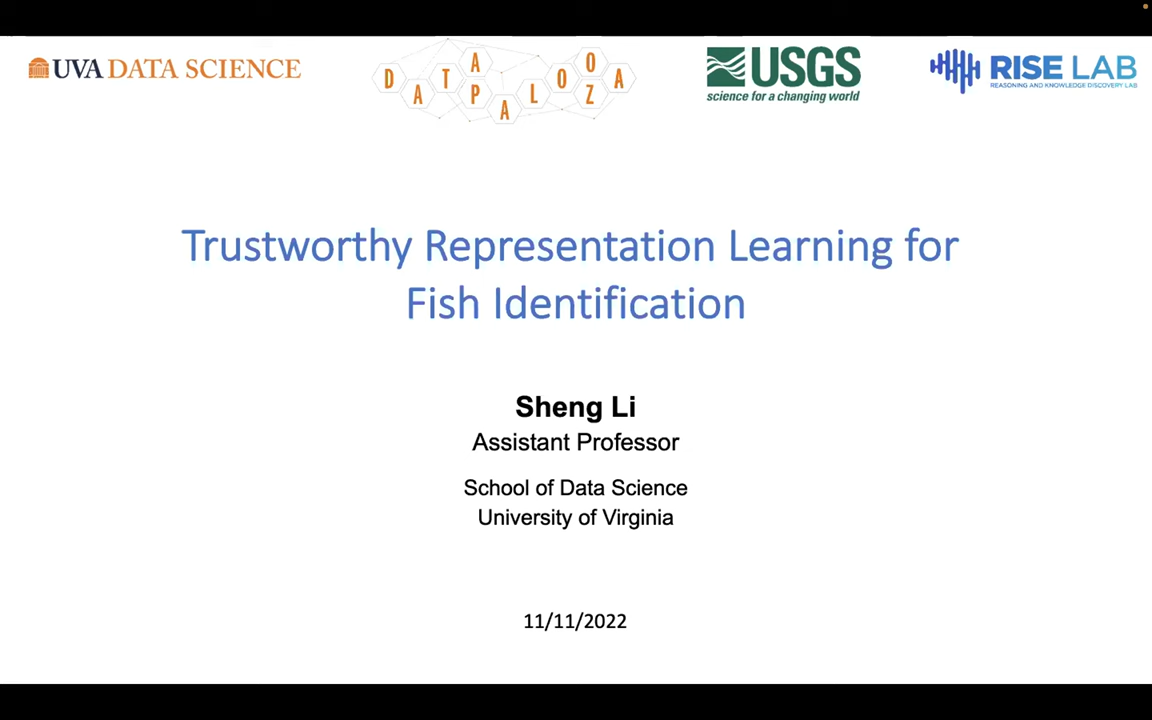 UVA DATA SCIENCE
DATAPALOOZA
USGS
science for a changing world
RISE LAB
REASONING AND KNOWLEDGE DISCOVERY LAB
Trustworthy Representation Learning for
Fish Identification
Sheng Li
Assistant Professor
School of Data Science
University of Virginia
11/11/2022